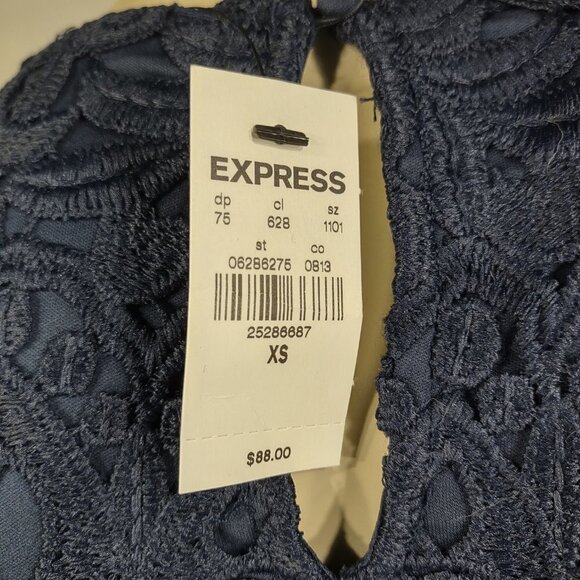 EXPRESS
dp cl sz
75 628 1101
st co
06286275 0813
25286687
XS
$88.00